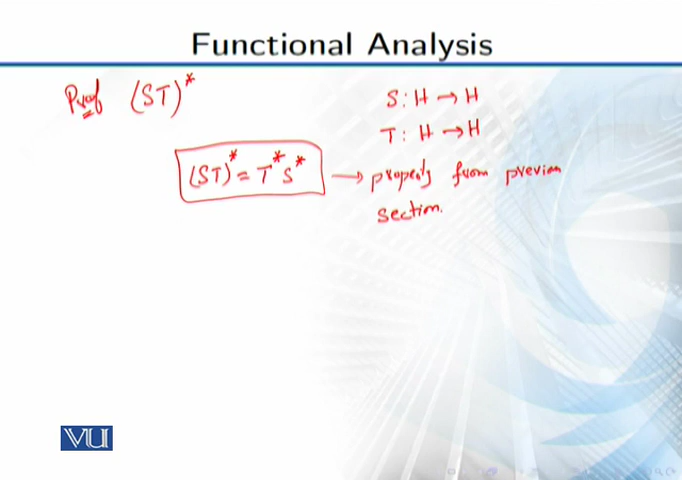 Functional Analysis
Proof (ST)*
S : H → H
T : H → H
(ST)* = T* S* → property from previous
section.
VU